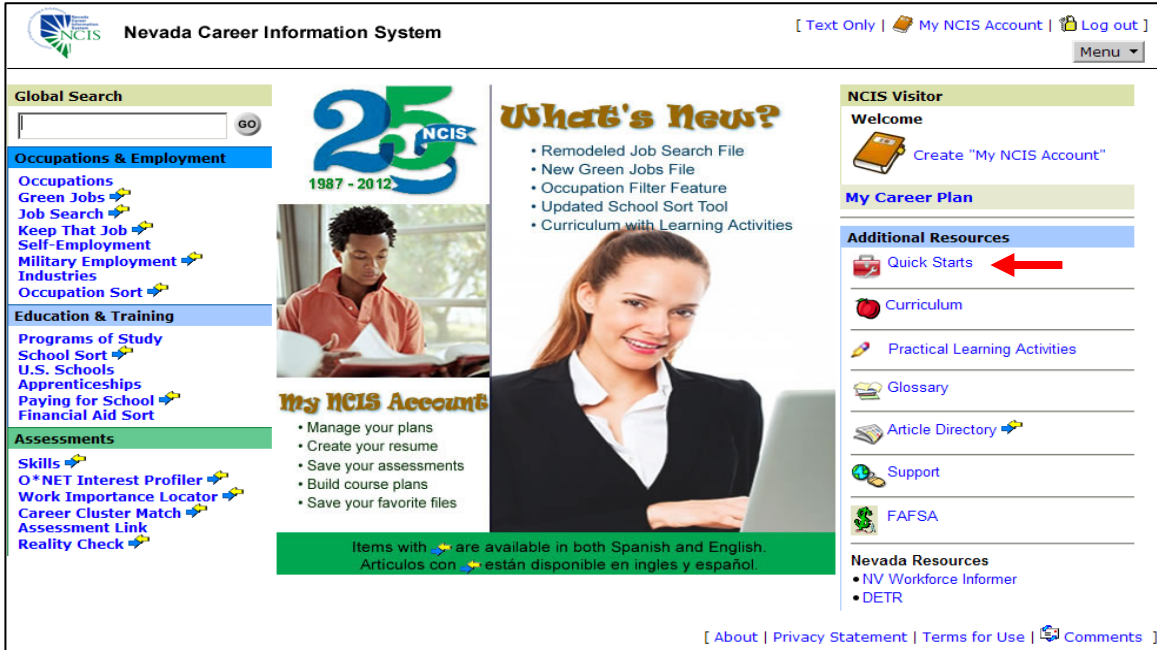 Nevada
Career
Information
System
NCIS
Nevada Career Information System
[ Text Only | My NCIS Account | Log out ]
Menu
Global Search
GO
Occupations & Employment
Occupations
Green Jobs
Job Search
Keep That Job
Self-Employment
Military Employment
Industries
Occupation Sort
Education & Training
Programs of Study
School Sort
U.S. Schools
Apprenticeships
Paying for School
Financial Aid Sort
Assessments
Skills
O*NET Interest Profiler
Work Importance Locator
Career Cluster Match
Assessment Link
Reality Check
25
NCIS
1987 - 2012
What's New?
• Remodeled Job Search File
• New Green Jobs File
• Occupation Filter Feature
• Updated School Sort Tool
• Curriculum with Learning Activities
My NCIS Account
• Manage your plans
• Create your resume
• Save your assessments
• Build course plans
• Save your favorite files
Items with are available in both Spanish and English.
Artículos con están disponible en ingles y español.
NCIS Visitor
Welcome
Create "My NCIS Account"
My Career Plan
Additional Resources
Quick Starts
Curriculum
Practical Learning Activities
Glossary
Article Directory
Support
FAFSA
Nevada Resources
• NV Workforce Informer
• DETR
[ About | Privacy Statement | Terms for Use | Comments ]